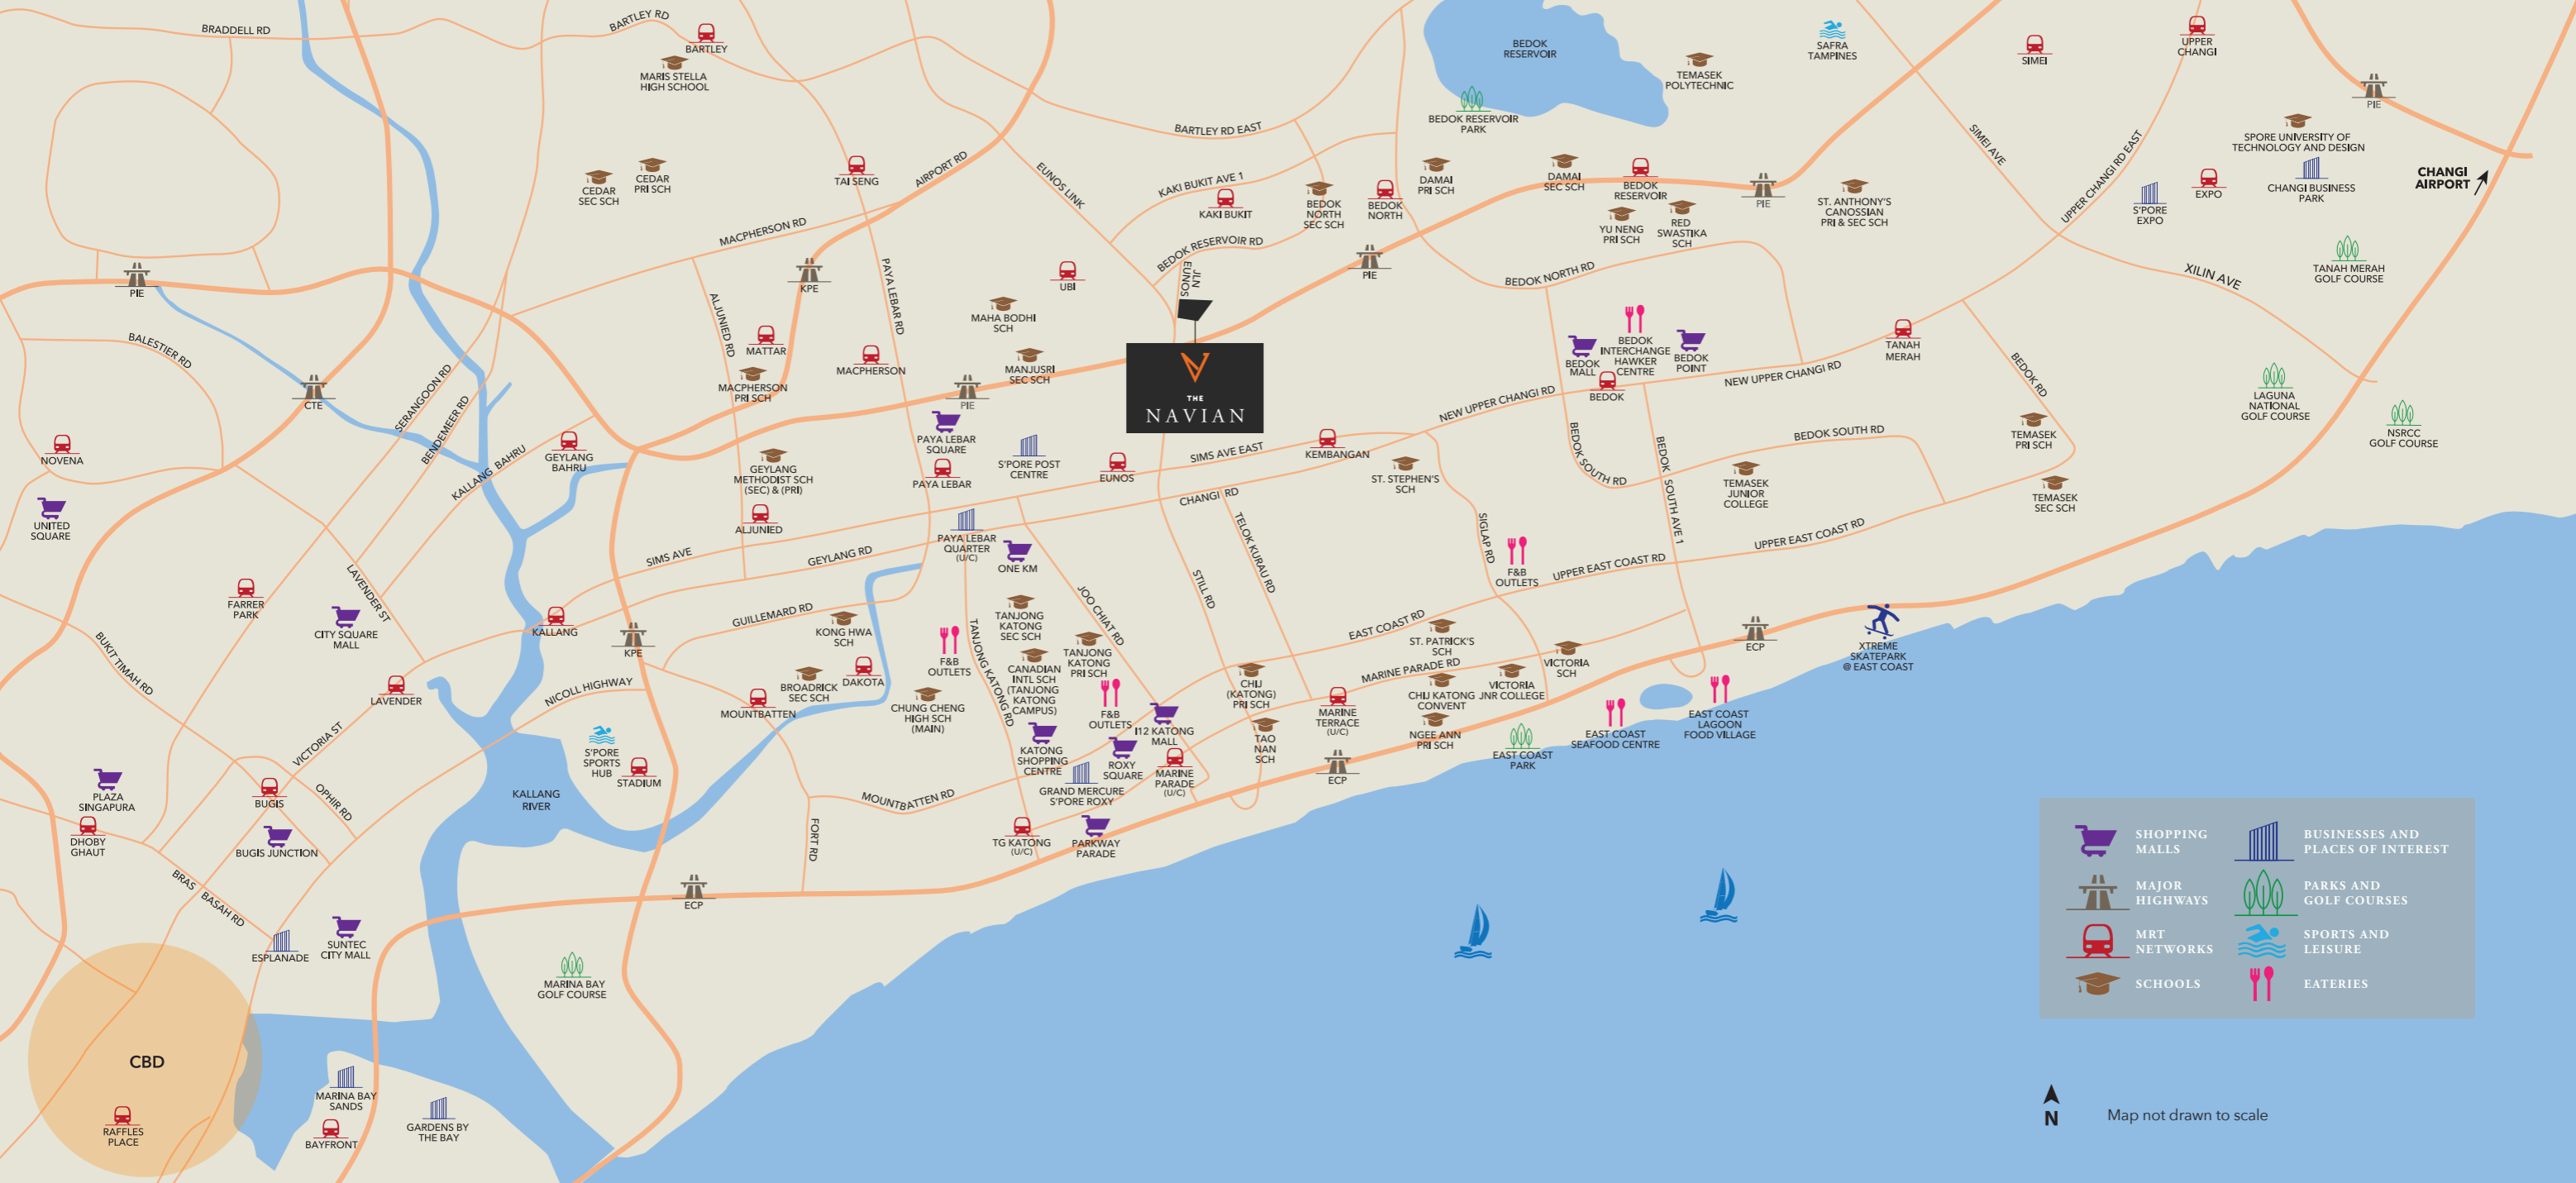 BRADDELL RD
BARTLEY RD
BARTLEY
MARIS STELLA
HIGH SCHOOL
BEDOK
RESERVOIR
BEDOK RESERVOIR
PARK
TEMASEK
POLYTECHNIC
SAFRA
TAMPINES
SIMEI
UPPER
CHANGI
PIE
SPORE UNIVERSITY OF
TECHNOLOGY AND DESIGN
CHANGI BUSINESS
PARK
CHANGI
AIRPORT
EXPO
S'PORE
EXPO
SIMEI AVE
UPPER CHANGI RD EAST
XILIN AVE
TANAH MERAH
GOLF COURSE
CEDAR
SEC SCH
CEDAR
PRI SCH
TAI SENG
AIRPORT RD
MACPHERSON RD
EUNOS LINK
BARTLEY RD EAST
KAKI BUKIT AVE 1
KAKI BUKIT
BEDOK
NORTH
SEC SCH
BEDOK
NORTH
DAMAI
PRI SCH
DAMAI
SEC SCH
BEDOK
RESERVOIR
YU NENG
PRI SCH
RED
SWASTIKA
SCH
PIE
ST. ANTHONY'S
CANOSSIAN
PRI & SEC SCH
BEDOK RESERVOIR RD
JLN
EUNOS
PIE
BEDOK NORTH RD
PIE
KPE
PAYA LEBAR RD
ALJUNIED RD
UBI
MAHA BODHI
SCH
MATTAR
MACPHERSON
PRI SCH
MACPHERSON
MANJUSRI
SEC SCH
PIE
THE
NAVIAN
BALESTIER RD
CTE
SERANGOON RD
BENDEMEER RD
KALLANG BAHRU
GEYLANG
BAHRU
NOVENA
UNITED
SQUARE
BEDOK
MALL
BEDOK
INTERCHANGE
HAWKER
CENTRE
BEDOK
POINT
BEDOK
TANAH
MERAH
NEW UPPER CHANGI RD
NEW UPPER CHANGI RD
BEDOK RD
LAGUNA
NATIONAL
GOLF COURSE
NSRCC
GOLF COURSE
PAYA LEBAR
SQUARE
PAYA LEBAR
S'PORE POST
CENTRE
EUNOS
SIMS AVE EAST
KEMBANGAN
ST. STEPHEN'S
SCH
BEDOK SOUTH RD
BEDOK SOUTH AVE 1
BEDOK SOUTH RD
TEMASEK
JUNIOR
COLLEGE
TEMASEK
PRI SCH
TEMASEK
SEC SCH
GEYLANG
METHODIST SCH
(SEC) & (PRI)
ALJUNIED
CHANGI RD
TELOK KURAU RD
STILL RD
SIGLAP RD
F&B
OUTLETS
UPPER EAST COAST RD
UPPER EAST COAST RD
SIMS AVE
GEYLANG RD
PAYA LEBAR
QUARTER
(U/C)
ONE KM
JOO CHIAT RD
GUILLEMARD RD
LAVENDER ST
FARRER
PARK
CITY SQUARE
MALL
KALLANG
KPE
KONG HWA
SCH
DAKOTA
BROADRICK
SEC SCH
MOUNTBATTEN
F&B
OUTLETS
CHUNG CHENG
HIGH SCH
(MAIN)
TANJONG KATONG RD
TANJONG
KATONG
SEC SCH
CANADIAN
INTL SCH
(TANJONG
KATONG
CAMPUS)
TANJONG
KATONG
PRI SCH
F&B
OUTLETS
I12 KATONG
MALL
KATONG
SHOPPING
CENTRE
ROXY
SQUARE
GRAND MERCURE
S'PORE ROXY
MARINE
PARADE
(U/C)
CHIJ
(KATONG)
PRI SCH
TAO
NAN
SCH
MARINE
TERRACE
(U/C)
EAST COAST RD
MARINE PARADE RD
ST. PATRICK'S
SCH
CHIJ KATONG
CONVENT
VICTORIA
JNR COLLEGE
VICTORIA
SCH
NGEE ANN
PRI SCH
ECP
EAST COAST
PARK
EAST COAST
SEAFOOD CENTRE
EAST COAST
LAGOON
FOOD VILLAGE
ECP
XTREME
SKATEPARK
@ EAST COAST
BUKIT TIMAH RD
LAVENDER
NICOLL HIGHWAY
VICTORIA ST
S'PORE
SPORTS
HUB
STADIUM
KALLANG
RIVER
PLAZA
SINGAPURA
DHOBY
GHAUT
BUGIS
OPHIR RD
BUGIS JUNCTION
BRAS BASAH RD
ESPLANADE
SUNTEC
CITY MALL
MOUNTBATTEN RD
FORT RD
TG KATONG
(U/C)
PARKWAY
PARADE
ECP
MARINA BAY
GOLF COURSE
CBD
RAFFLES
PLACE
MARINA BAY
SANDS
BAYFRONT
GARDENS BY
THE BAY
SHOPPING
MALLS
BUSINESSES AND
PLACES OF INTEREST
MAJOR
HIGHWAYS
PARKS AND
GOLF COURSES
MRT
NETWORKS
SPORTS AND
LEISURE
SCHOOLS
EATERIES
N
Map not drawn to scale